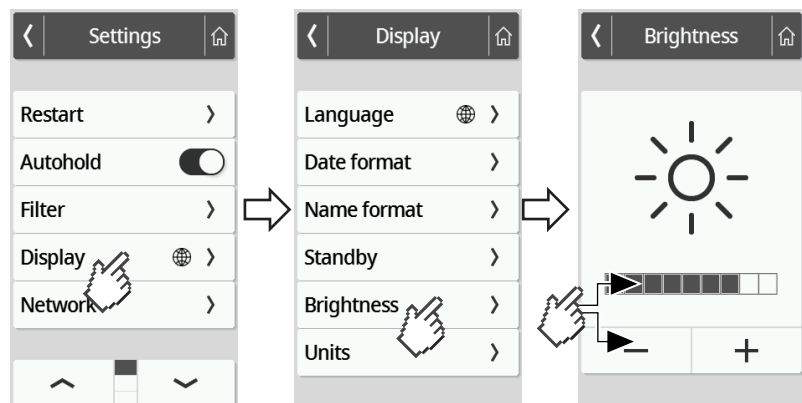 Settings
Restart
Autohold
Filter
Display
Network
Display
Language
Date format
Name format
Standby
Brightness
Units
Brightness